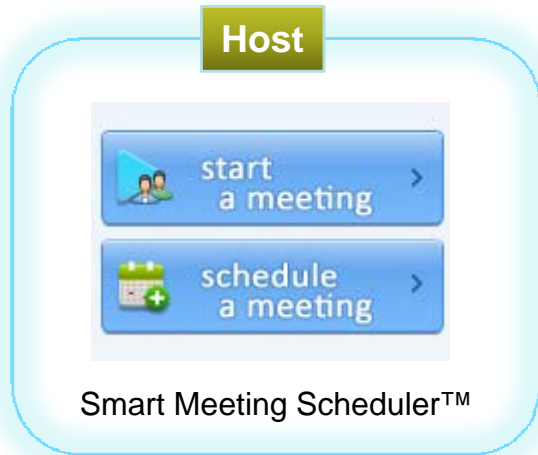 Host
start
a meeting
schedule
a meeting
Smart Meeting Scheduler™